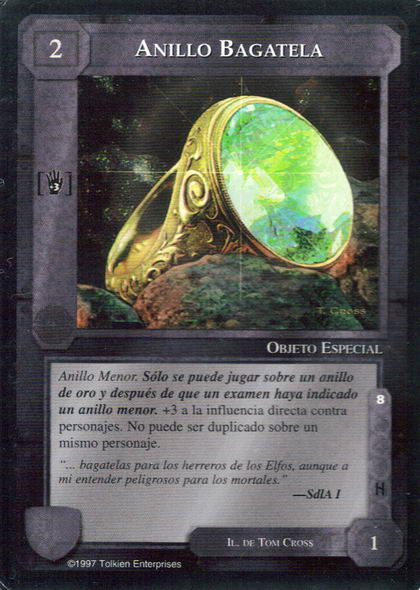 2
ANILLO BAGATELA
+3
T. CROSS
OBJETO ESPECIAL
Anillo Menor. Sólo se puede jugar sobre un anillo
de oro y después de que un examen haya indicado
un anillo menor. +3 a la influencia directa contra
personajes. No puede ser duplicado sobre un
mismo personaje.
"... bagatelas para los herreros de los Elfos, aunque a
mi entender peligrosos para los mortales."
—SdlA I
8
H
IL. DE TOM CROSS
1
©1997 Tolkien Enterprises